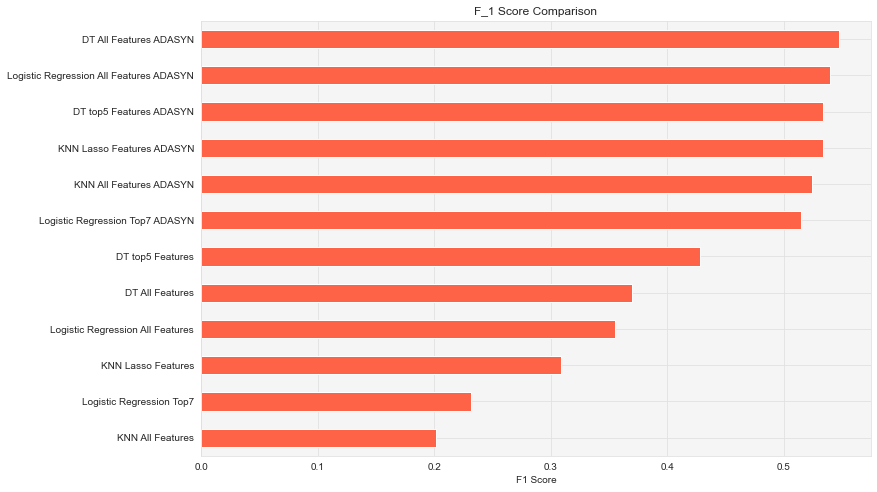 F_1 Score Comparison
DT All Features ADASYN
Logistic Regression All Features ADASYN
DT top5 Features ADASYN
KNN Lasso Features ADASYN
KNN All Features ADASYN
Logistic Regression Top7 ADASYN
DT top5 Features
DT All Features
Logistic Regression All Features
KNN Lasso Features
Logistic Regression Top7
KNN All Features
0.0 0.1 0.2 0.3 0.4 0.5
F1 Score